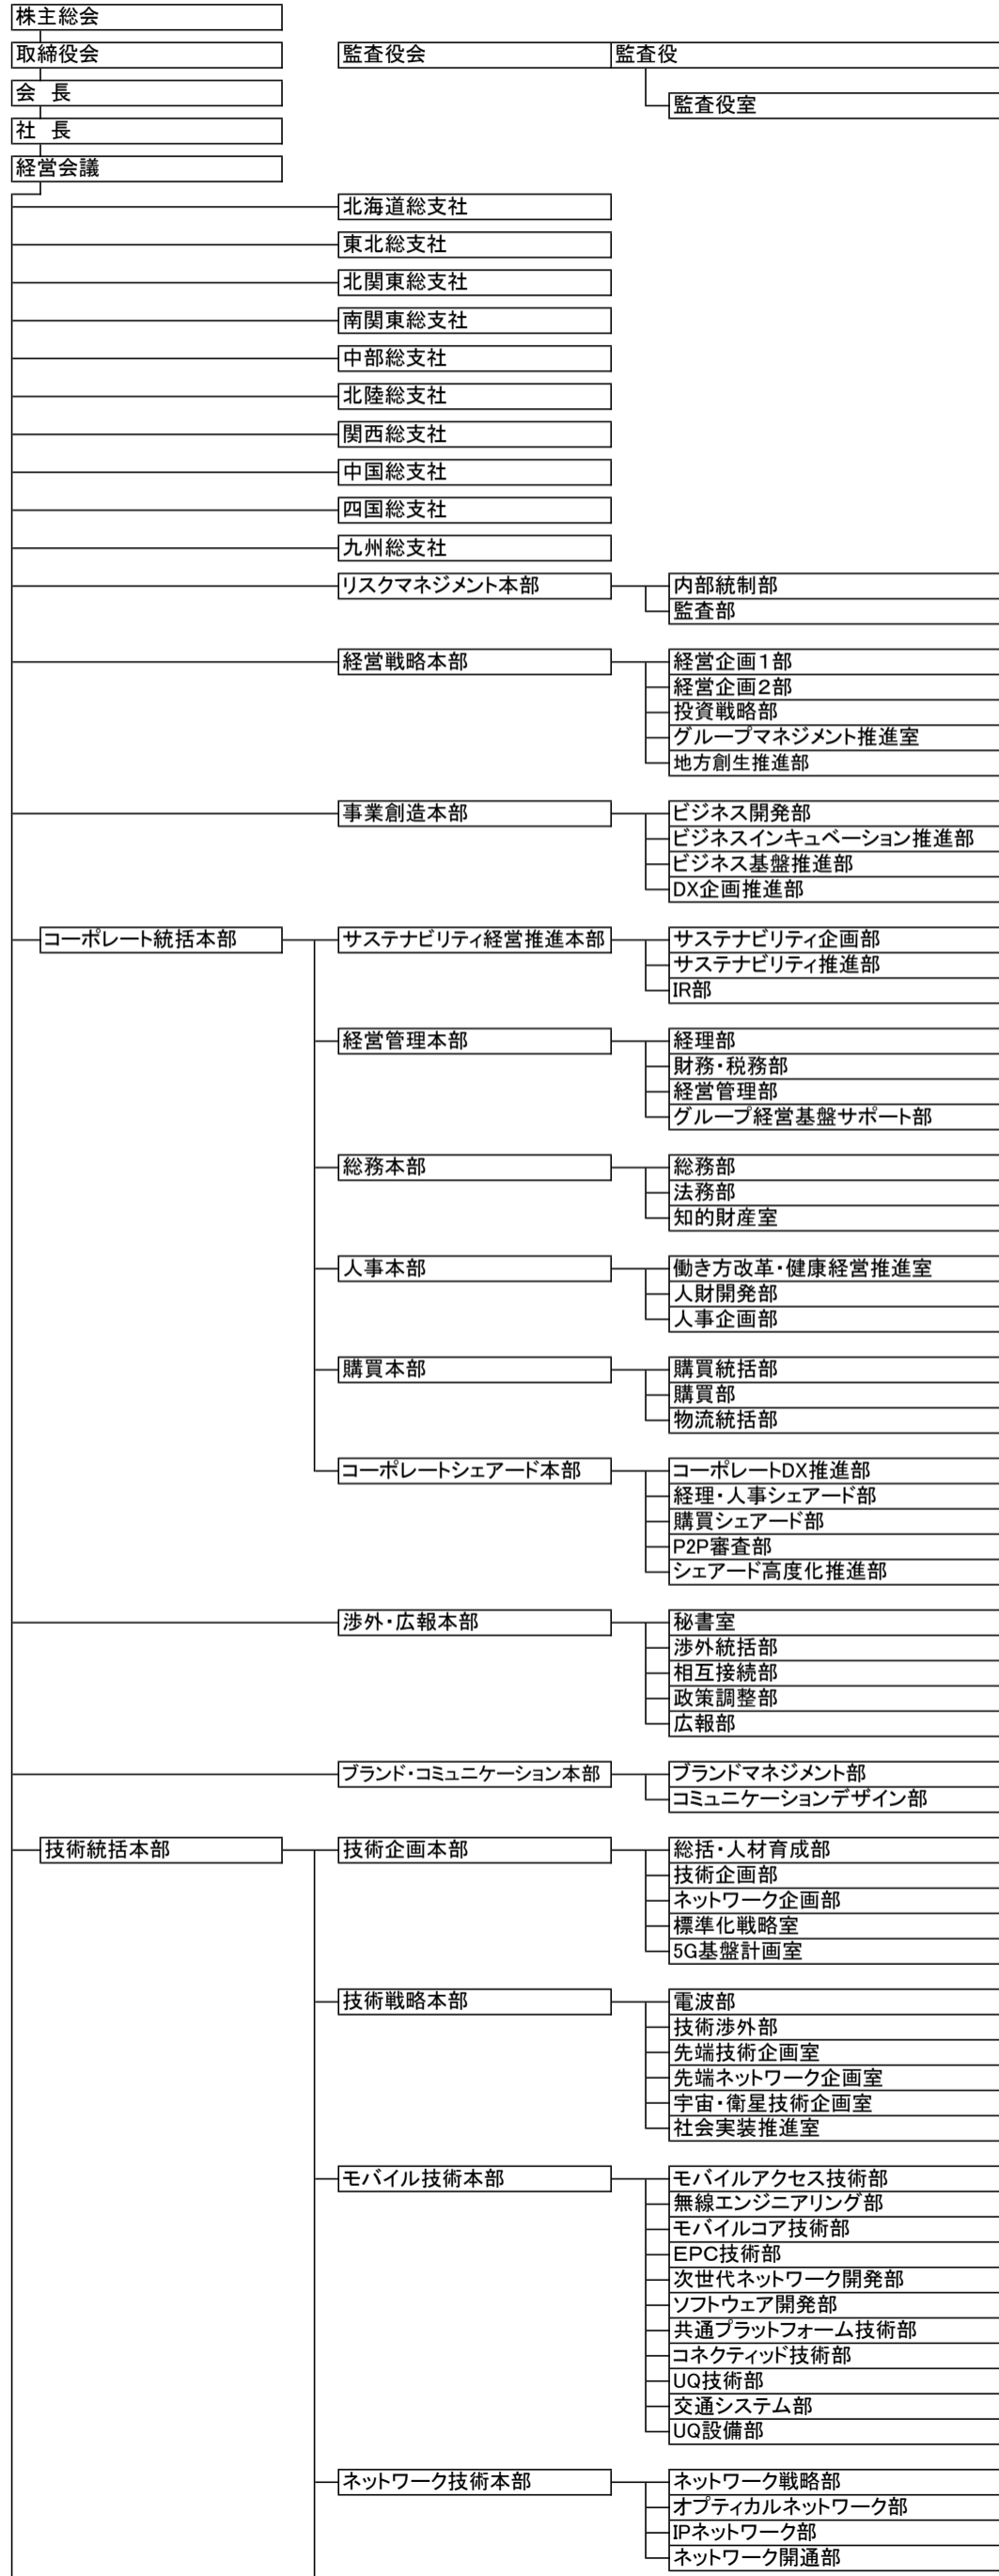 株主総会
取締役会
監査役会
監査役
会 長
監査役室
社 長
経営会議
北海道総支社
東北総支社
北関東総支社
南関東総支社
中部総支社
北陸総支社
関西総支社
中国総支社
四国総支社
九州総支社
リスクマネジメント本部
内部統制部
監査部
経営戦略本部
経営企画1部
経営企画2部
投資戦略部
グループマネジメント推進室
地方創生推進部
事業創造本部
ビジネス開発部
ビジネスインキュベーション推進部
ビジネス基盤推進部
DX企画推進部
コーポレート統括本部
サステナビリティ経営推進本部
サステナビリティ企画部
サステナビリティ推進部
IR部
経営管理本部
経理部
財務・税務部
経営管理部
グループ経営基盤サポート部
総務本部
総務部
法務部
知的財産室
人事本部
働き方改革・健康経営推進室
人財開発部
人事企画部
購買本部
購買統括部
購買部
物流統括部
コーポレートシェアード本部
コーポレートDX推進部
経理・人事シェアード部
購買シェアード部
P2P審査部
シェアード高度化推進部
渉外・広報本部
秘書室
渉外統括部
相互接続部
政策調整部
広報部
ブランド・コミュニケーション本部
ブランドマネジメント部
コミュニケーションデザイン部
技術統括本部
技術企画本部
総括・人材育成部
技術企画部
ネットワーク企画部
標準化戦略室
5G基盤計画室
技術戦略本部
電波部
技術渉外部
先端技術企画室
先端ネットワーク企画室
宇宙・衛星技術企画室
社会実装推進室
モバイル技術本部
モバイルアクセス技術部
無線エンジニアリング部
モバイルコア技術部
EPC技術部
次世代ネットワーク開発部
ソフトウェア開発部
共通プラットフォーム技術部
コネクティッド技術部
UQ技術部
交通システム部
UQ設備部
ネットワーク技術本部
ネットワーク戦略部
オプティカルネットワーク部
IPネットワーク部
ネットワーク開通部